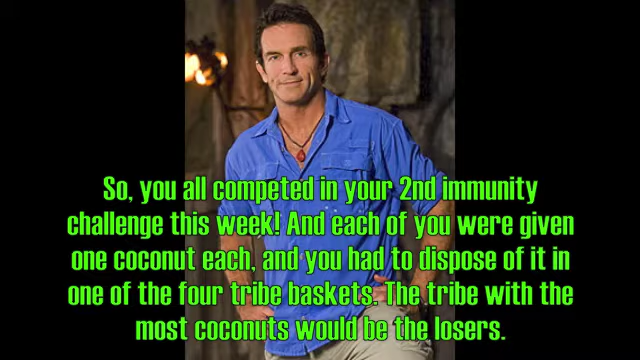 So, you all competed in your 2nd immunity
challenge this week! And each of you were given
one coconut each, and you had to dispose of it in
one of the four tribe baskets. The tribe with the
most coconuts would be the losers.